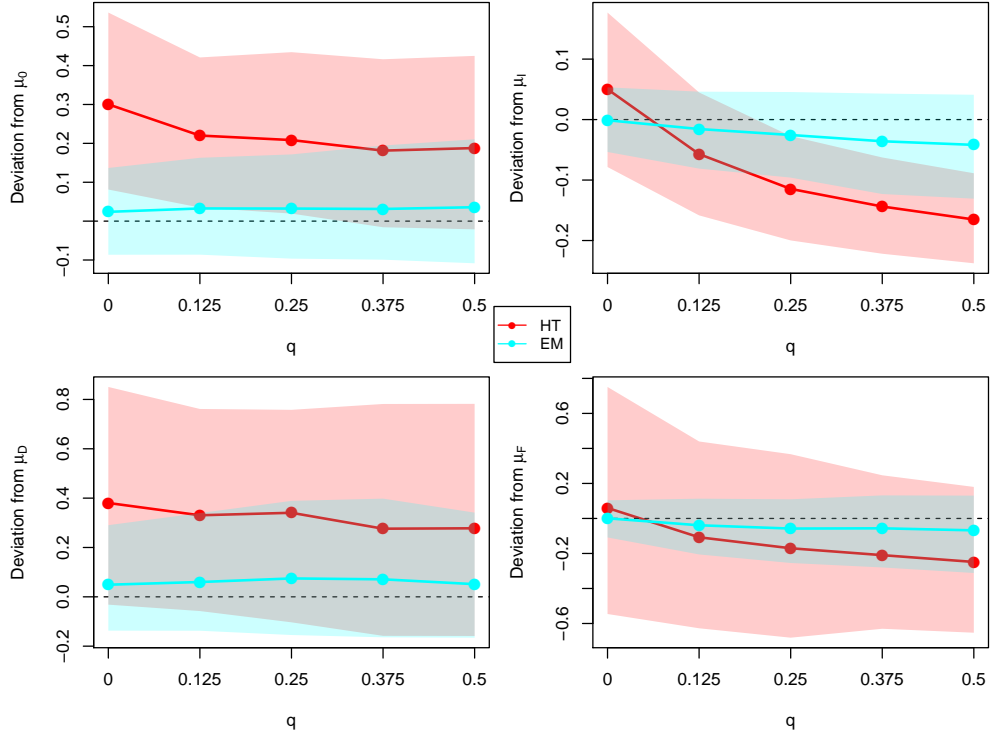 Deviation from μ0
0.5
0.4
0.3
0.2
0.1
−0.1
0 0.125 0.25 0.375 0.5
q
Deviation from μI
0.1
0.0
−0.1
−0.2
0 0.125 0.25 0.375 0.5
q
HT
EM
Deviation from μD
0.8
0.6
0.4
0.2
0.0
−0.2
0 0.125 0.25 0.375 0.5
q
Deviation from μF
0.6
0.2
−0.2
−0.6
0 0.125 0.25 0.375 0.5
q